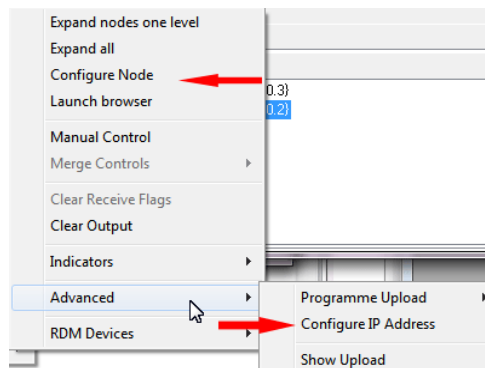 Expand nodes one level
Expand all
Configure Node
Launch browser
0.3}
0.2}
Manual Control
Merge Controls
Clear Receive Flags
Clear Output
Indicators
Advanced
Programme Upload
Configure IP Address
RDM Devices
Show Upload